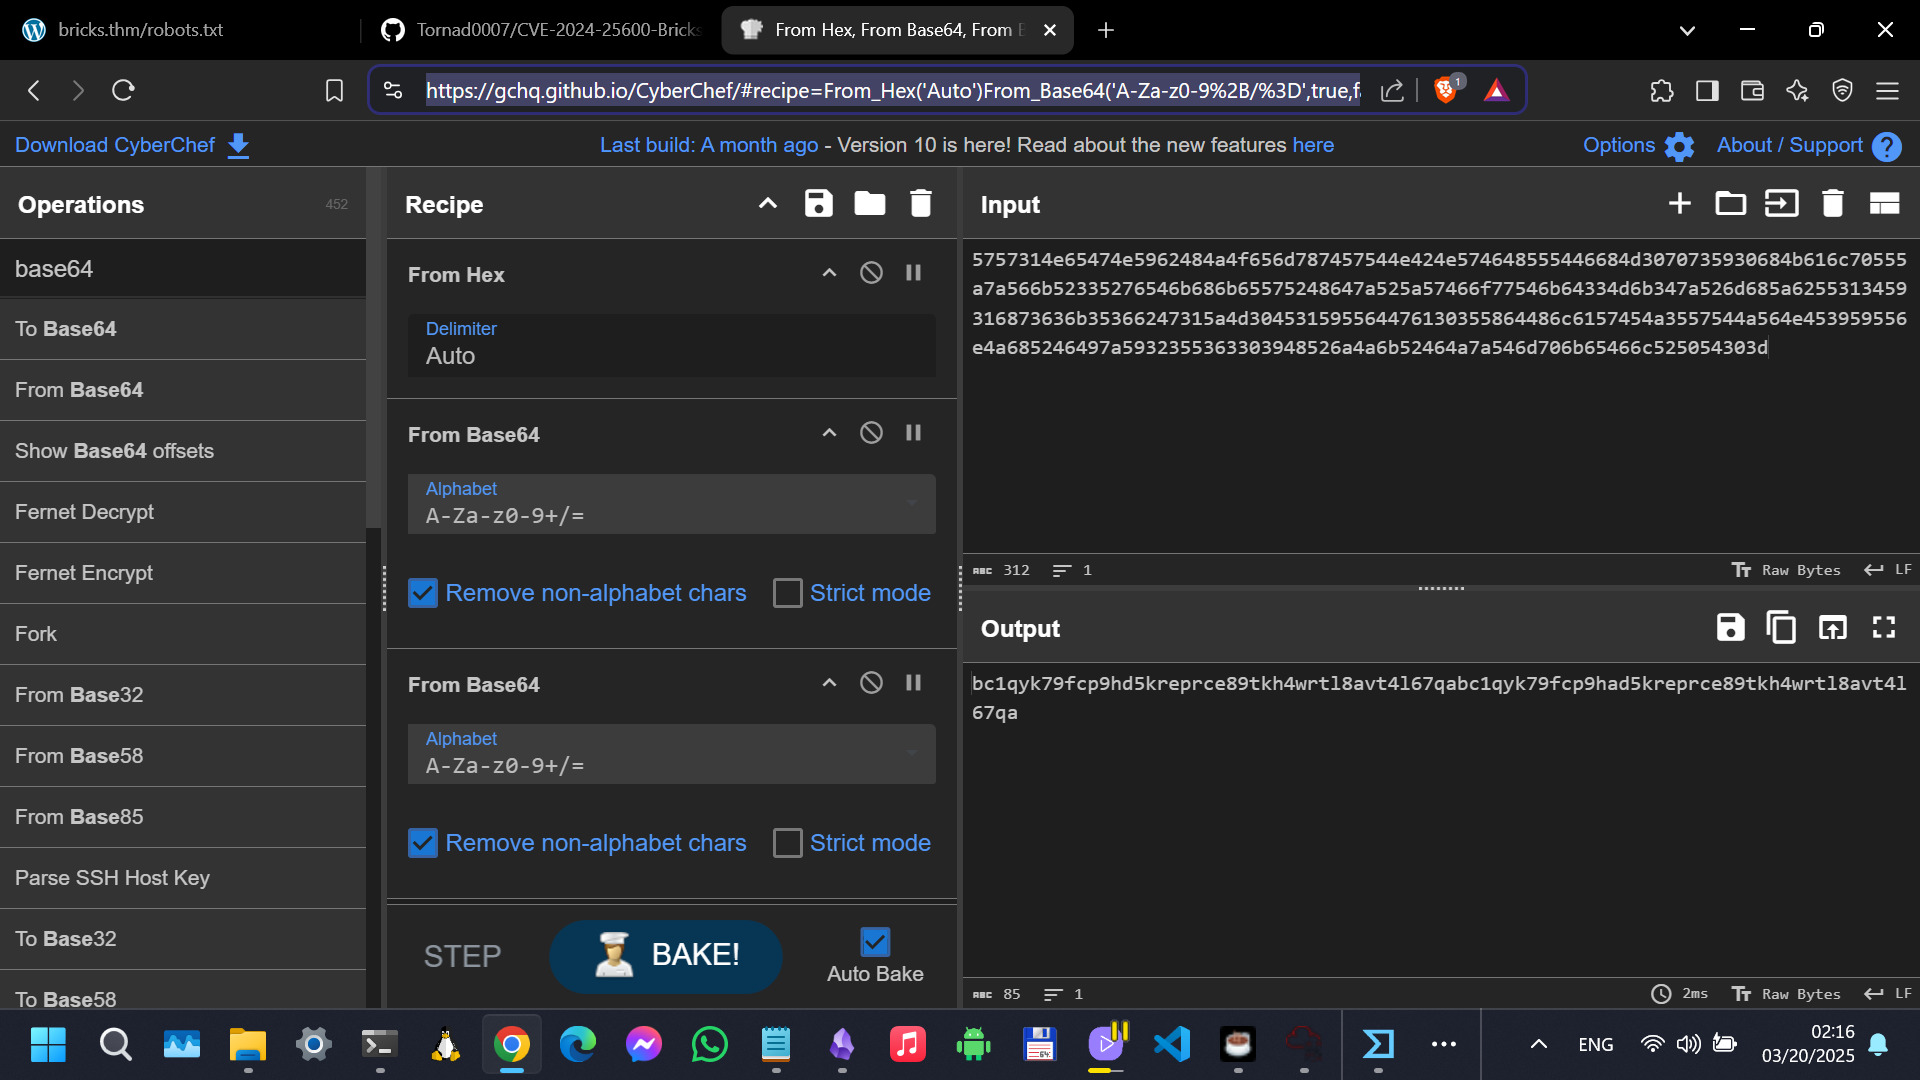 bricks.thm/robots.txt
Tornad0007/CVE-2024-25600-Bricks
From Hex, From Base64, From B
https://gchq.github.io/CyberChef/#recipe=From_Hex('Auto')From_Base64('A-Za-z0-9%2B/%3D',true,fa
1
Download CyberChef
Last build: A month ago - Version 10 is here! Read about the new features here
Options
About / Support
Operations
452
base64
To Base64
From Base64
Show Base64 offsets
Fernet Decrypt
Fernet Encrypt
Fork
From Base32
From Base58
From Base85
Parse SSH Host Key
To Base32
To Base58
Recipe
From Hex
Delimiter
Auto
From Base64
Alphabet
A-Za-z0-9+/=
Remove non-alphabet chars
Strict mode
From Base64
Alphabet
A-Za-z0-9+/=
Remove non-alphabet chars
Strict mode
STEP
BAKE!
Auto Bake
Input
5757314e65474e5962484a4f656d787457544e424e574648555446684d3070735930684b616c70555
a7a566b52335276546b686b65575248647a525a57466f77546b64334d6b347a526d685a6255313459
316873636b35366247315a4d304531595564476130355864486c6157454a3557544a564e453959556
e4a685246497a5932355363303948526a4a6b52464a7a546d706b65466c525054303d
ABC 312
1
Raw Bytes
LF
Output
bc1qyk79fcp9hd5kreprce89tkh4wrtl8avt4l67qabc1qyk79fcp9had5kreprce89tkh4wrtl8avt4l
67qa
ABC 85
1
2ms
Raw Bytes
LF
64
ENG
02:16
03/20/2025